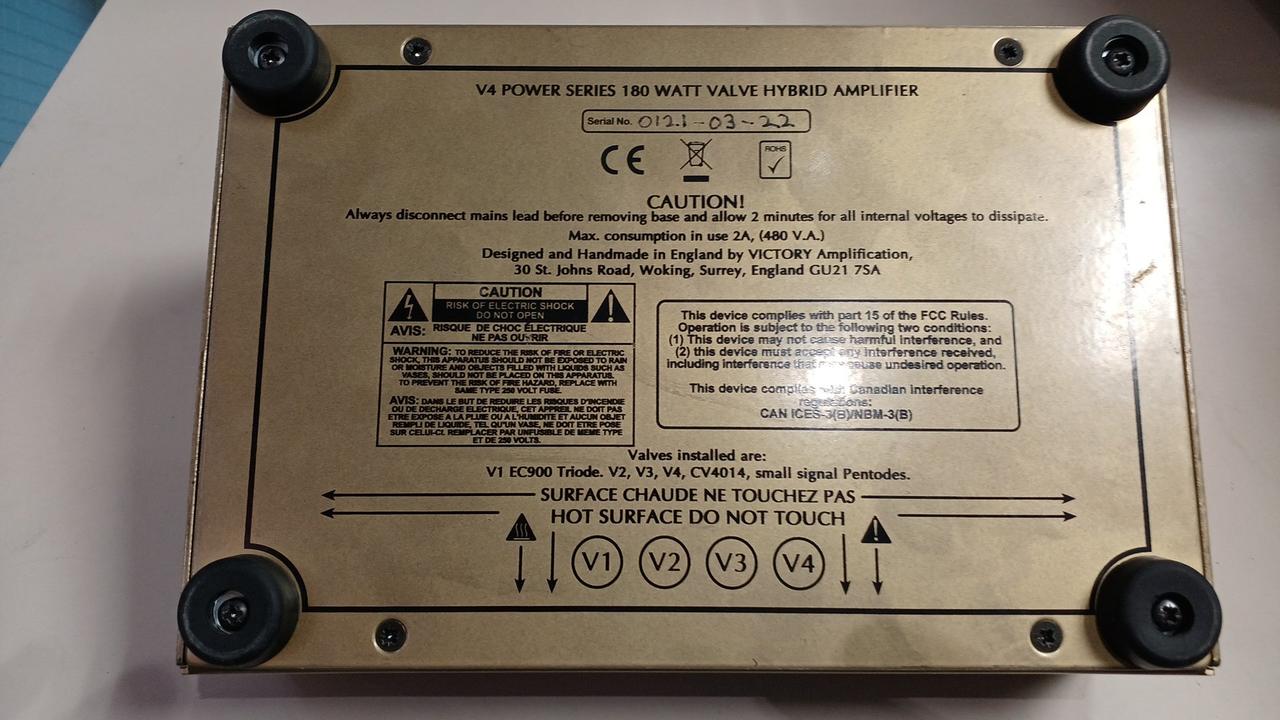 V4 POWER SERIES 180 WATT VALVE HYBRID AMPLIFIER
Serial No. 0121-03-22
CE
ROHS
CAUTION!
Always disconnect mains lead before removing base and allow 2 minutes for all internal voltages to dissipate.
Max. consumption in use 2A, (480 V.A.)
Designed and Handmade in England by VICTORY Amplification,
30 St. Johns Road, Woking, Surrey, England GU21 7SA
CAUTION
RISK OF ELECTRIC SHOCK
DO NOT OPEN
AVIS: RISQUE DE CHOC ÉLECTRIQUE
NE PAS OUVRIR
WARNING: TO REDUCE THE RISK OF FIRE OR ELECTRIC
SHOCK, THIS APPARATUS SHOULD NOT BE EXPOSED TO RAIN
OR MOISTURE AND OBJECTS FILLED WITH LIQUIDS SUCH AS
VASES, SHOULD NOT BE PLACED ON THIS APPARATUS.
TO PREVENT THE RISK OF FIRE HAZARD, REPLACE WITH
SAME TYPE 250 VOLT FUSE.
AVIS: DANS LE BUT DE REDUIRE LES RISQUES D'INCENDIE
OU DE DECHARGE ELECTRIQUE, CET APPREIL NE DOIT PAS
ETRE EXPOSE A LA PLUIE OU A L'HUMIDITE ET AUCUN OBJET
REMPLI DE LIQUIDE, TEL QU'UN VASE, NE DOIT ETRE POSE
SUR CELUI-CI. REMPLACER PAR UNFUSIBLE DE MEME TYPE
ET DE 250 VOLTS.
This device complies with part 15 of the FCC Rules.
Operation is subject to the following two conditions:
(1) This device may not cause harmful interference, and
(2) this device must accept any interference received,
including interference that may cause undesired operation.
This device complies with Canadian interference
regulations:
CAN ICES-3(B)/NBM-3(B)
Valves installed are:
V1 EC900 Triode. V2, V3, V4, CV4014, small signal Pentodes.
SURFACE CHAUDE NE TOUCHEZ PAS
HOT SURFACE DO NOT TOUCH
V1 V2 V3 V4